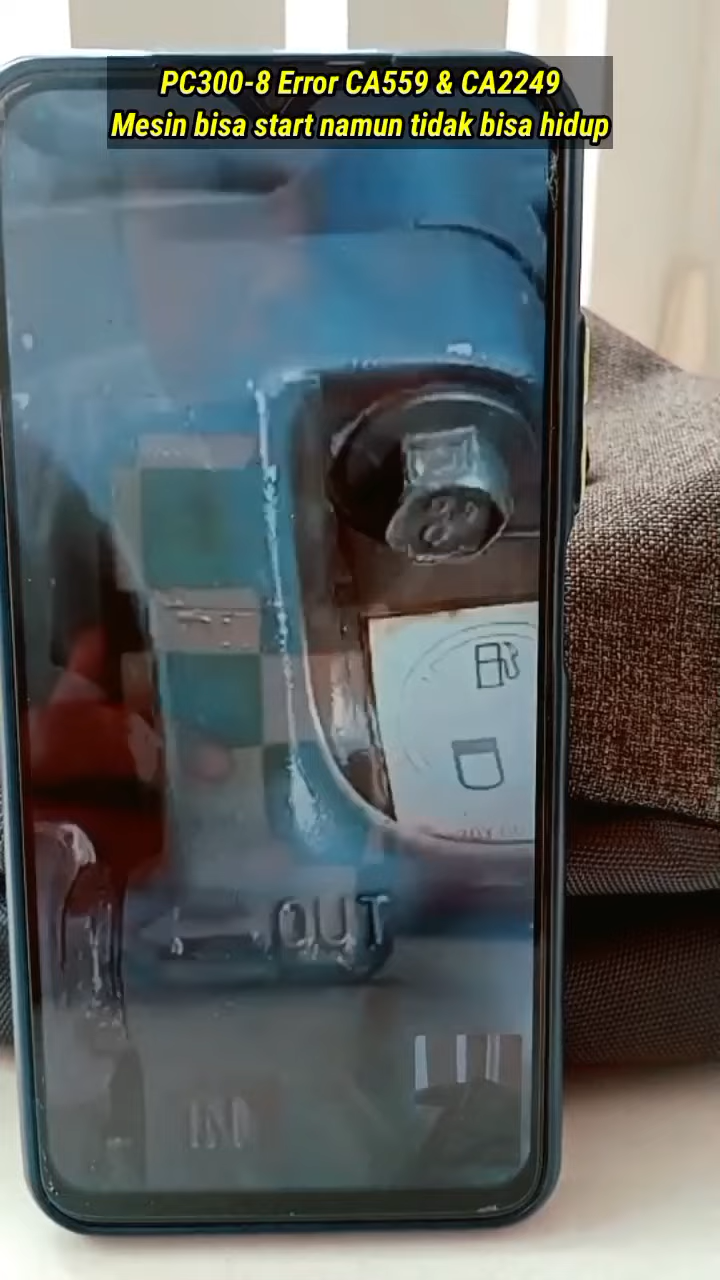 PC300-8 Error CA559 & CA2249
Mesin bisa start namun tidak bisa hidup
OUT
IN